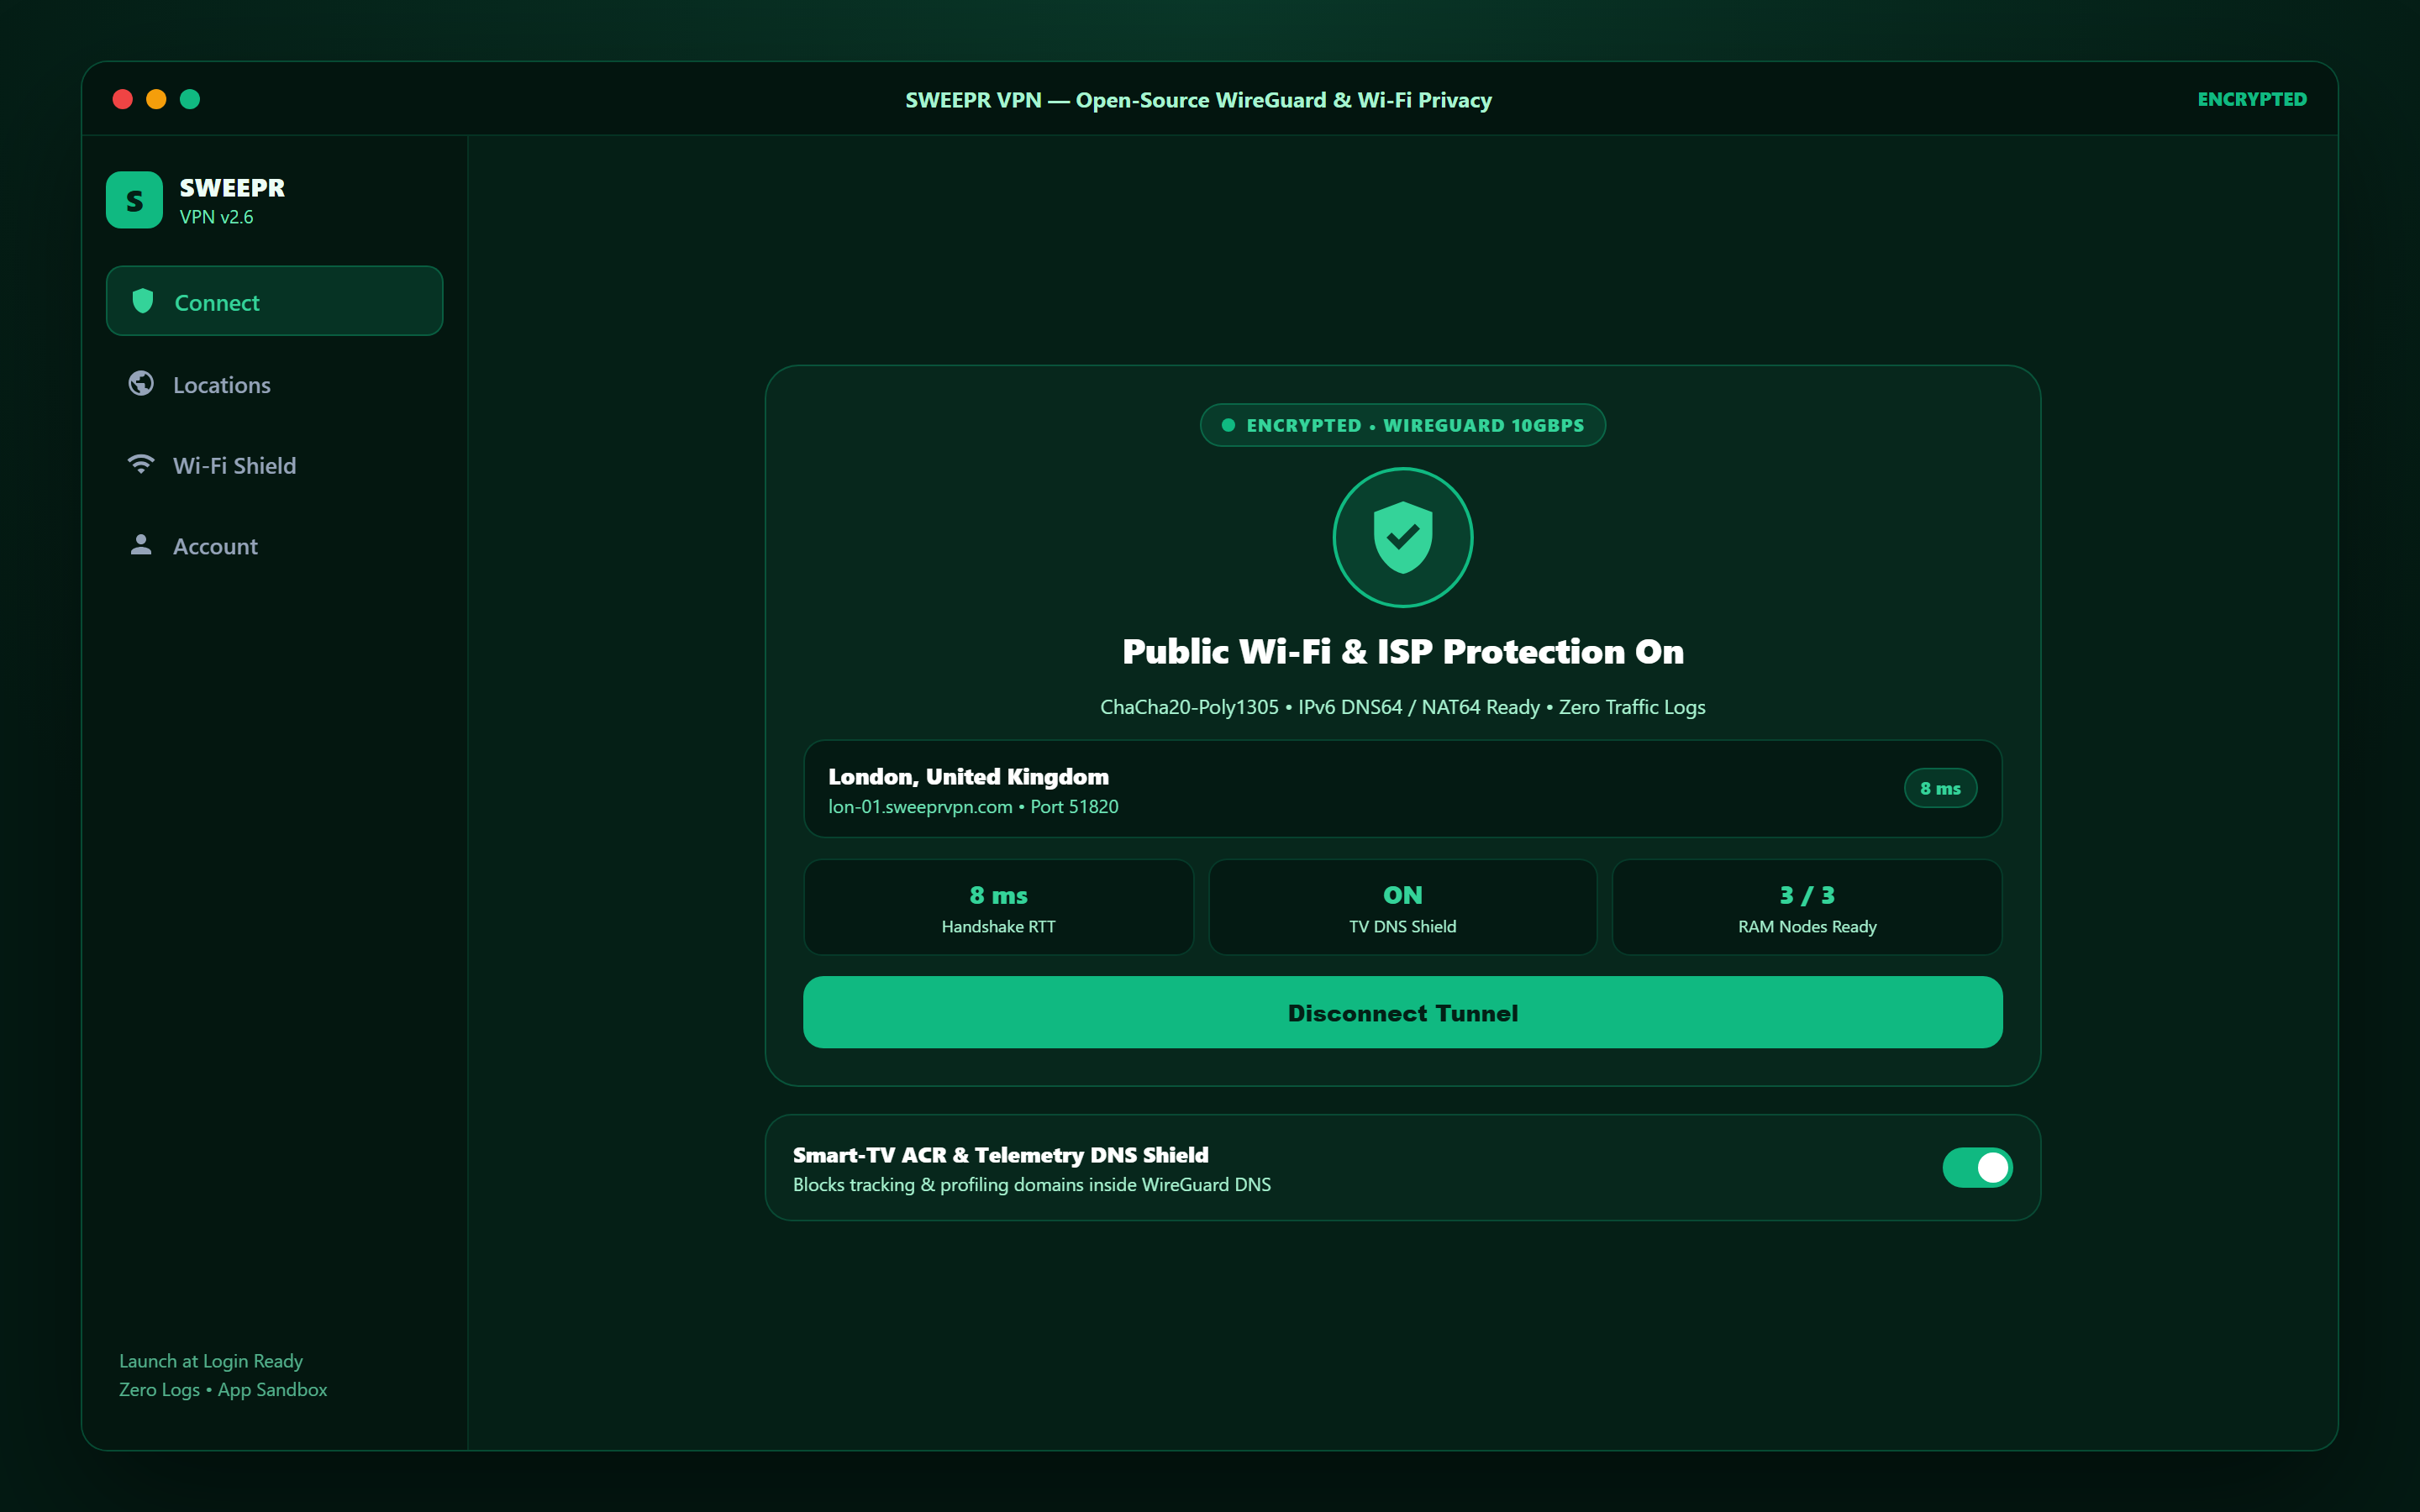 SWEEPR VPN — Open-Source WireGuard & Wi-Fi Privacy
ENCRYPTED
S
SWEEPR
VPN v2.6
Connect
Locations
Wi-Fi Shield
Account
Launch at Login Ready
Zero Logs • App Sandbox
ENCRYPTED • WIREGUARD 10GBPS
Public Wi-Fi & ISP Protection On
ChaCha20-Poly1305 • IPv6 DNS64 / NAT64 Ready • Zero Traffic Logs
London, United Kingdom
lon-01.sweeprvpn.com • Port 51820
8 ms
8 ms
Handshake RTT
ON
TV DNS Shield
3 / 3
RAM Nodes Ready
Disconnect Tunnel
Smart-TV ACR & Telemetry DNS Shield
Blocks tracking & profiling domains inside WireGuard DNS